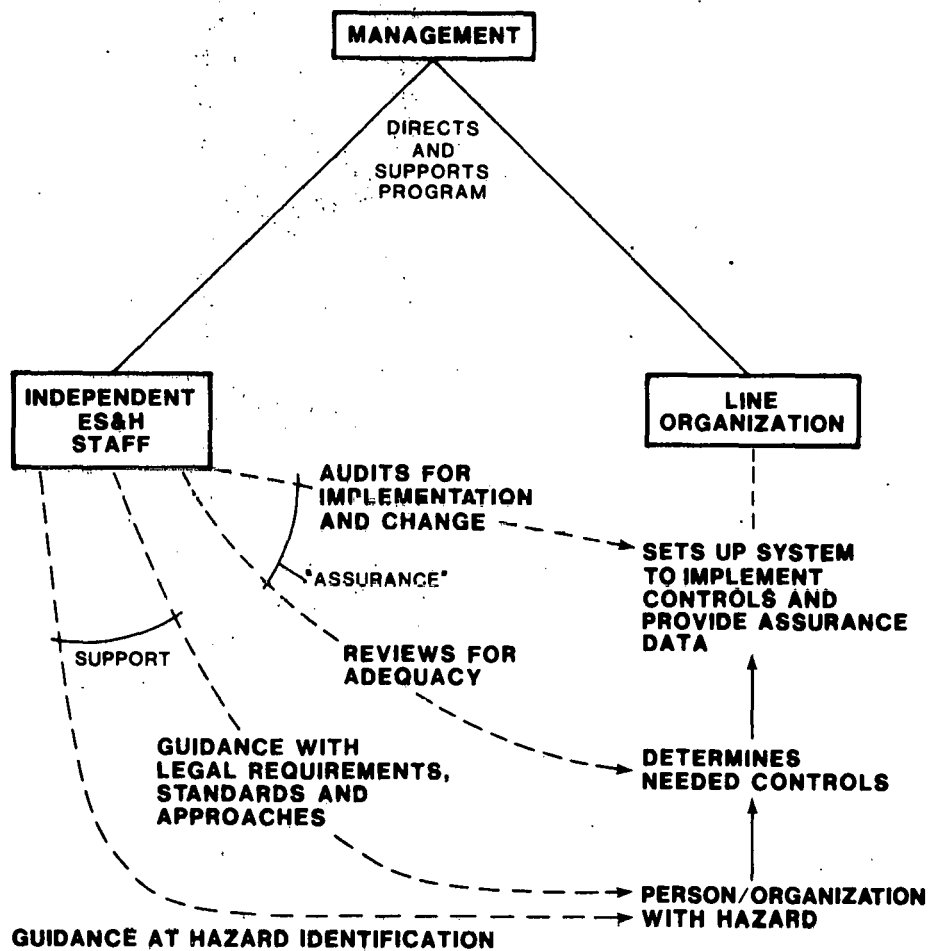 MANAGEMENT
DIRECTS
AND
SUPPORTS
PROGRAM
INDEPENDENT
ES&H
STAFF
LINE
ORGANIZATION
AUDITS FOR
IMPLEMENTATION
AND CHANGE
"ASSURANCE"
SETS UP SYSTEM
TO IMPLEMENT
CONTROLS AND
PROVIDE ASSURANCE
DATA
SUPPORT
REVIEWS FOR
ADEQUACY
GUIDANCE WITH
LEGAL REQUIREMENTS,
STANDARDS AND
APPROACHES
DETERMINES
NEEDED CONTROLS
PERSON/ORGANIZATION
WITH HAZARD
GUIDANCE AT HAZARD IDENTIFICATION